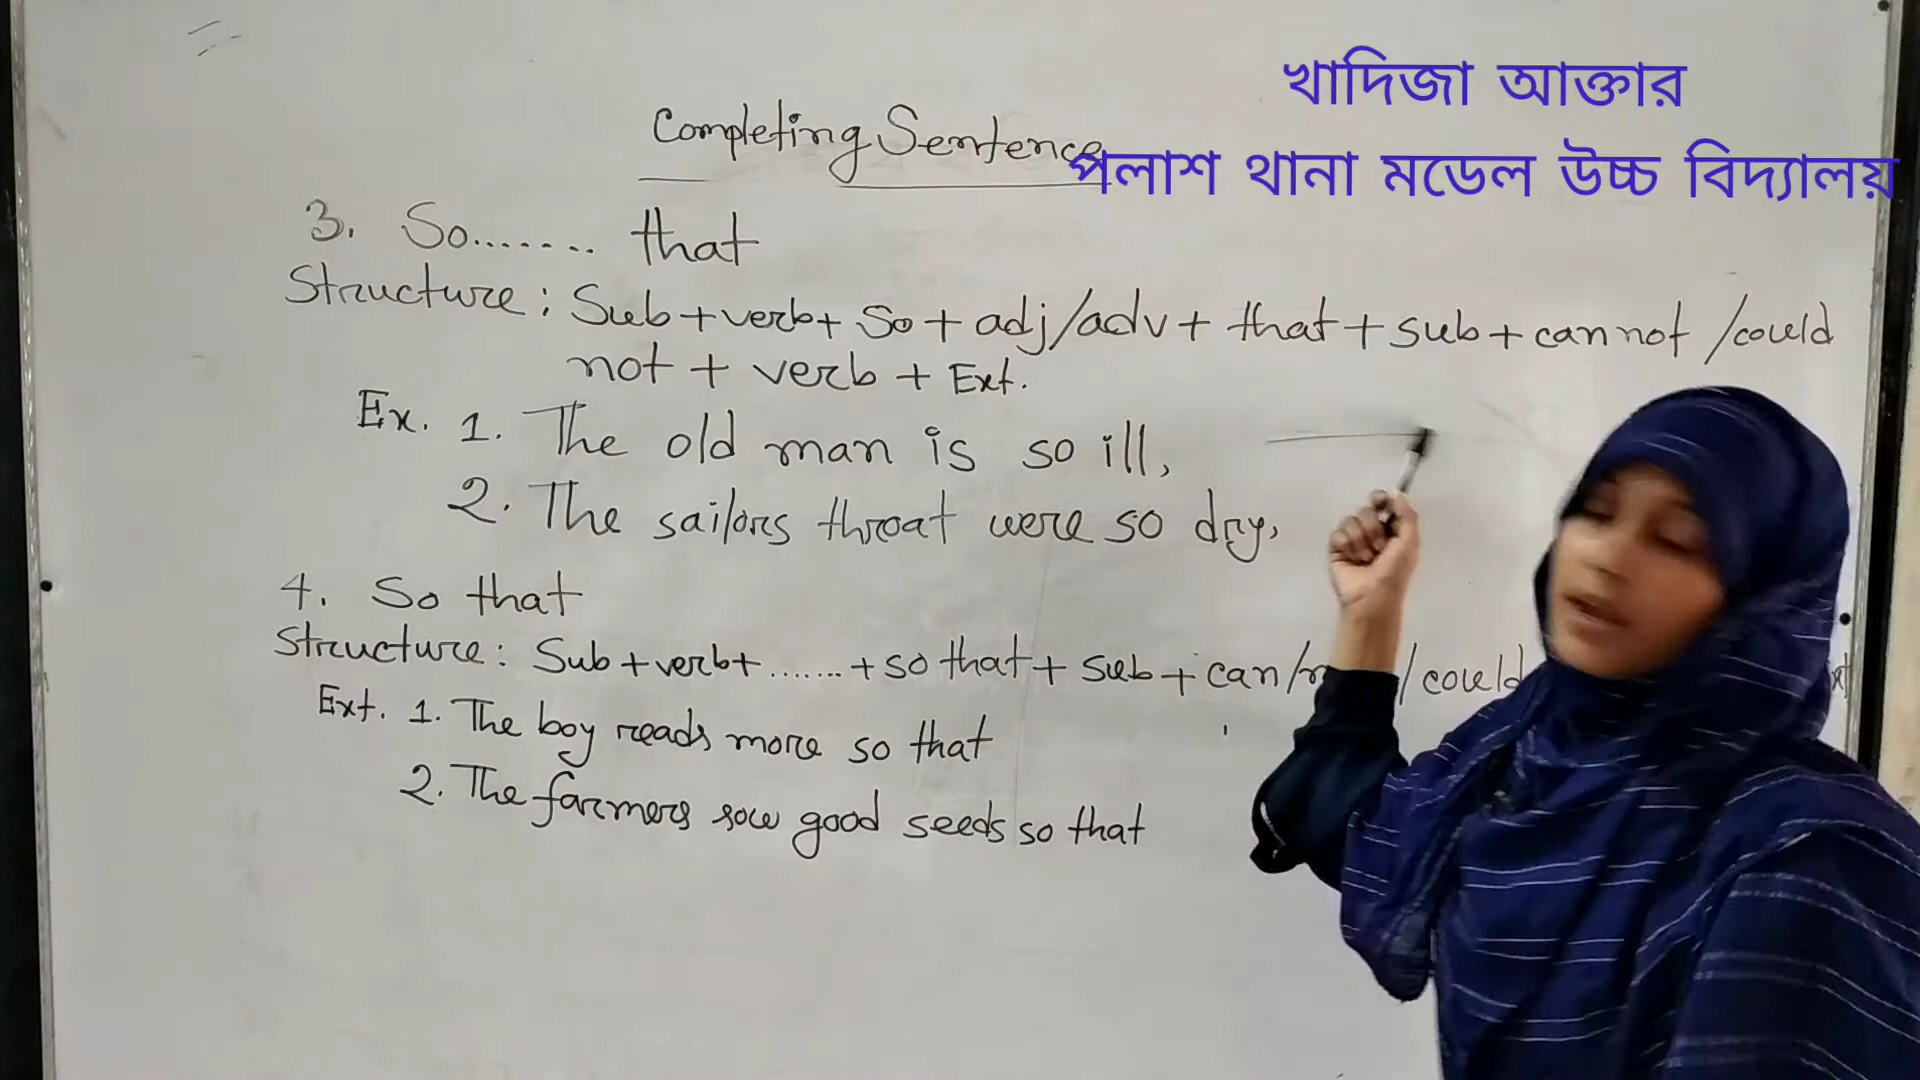 খাদিজা আক্তার
পলাশ থানা মডেল উচ্চ বিদ্যালয়
Completing Sentence
3. So....... that
Structure : Sub+verb+ so + adj/adv + that + sub + can not /could
not + verb + Ext.
Ex. 1. The old man is so ill,
2. The sailors throat were so dry,
4. So that
Structure: Sub+verb+.......+so that+ sub + can/ /could
Ext. 1. The boy reads more so that
2. The farmers sow good seeds so that